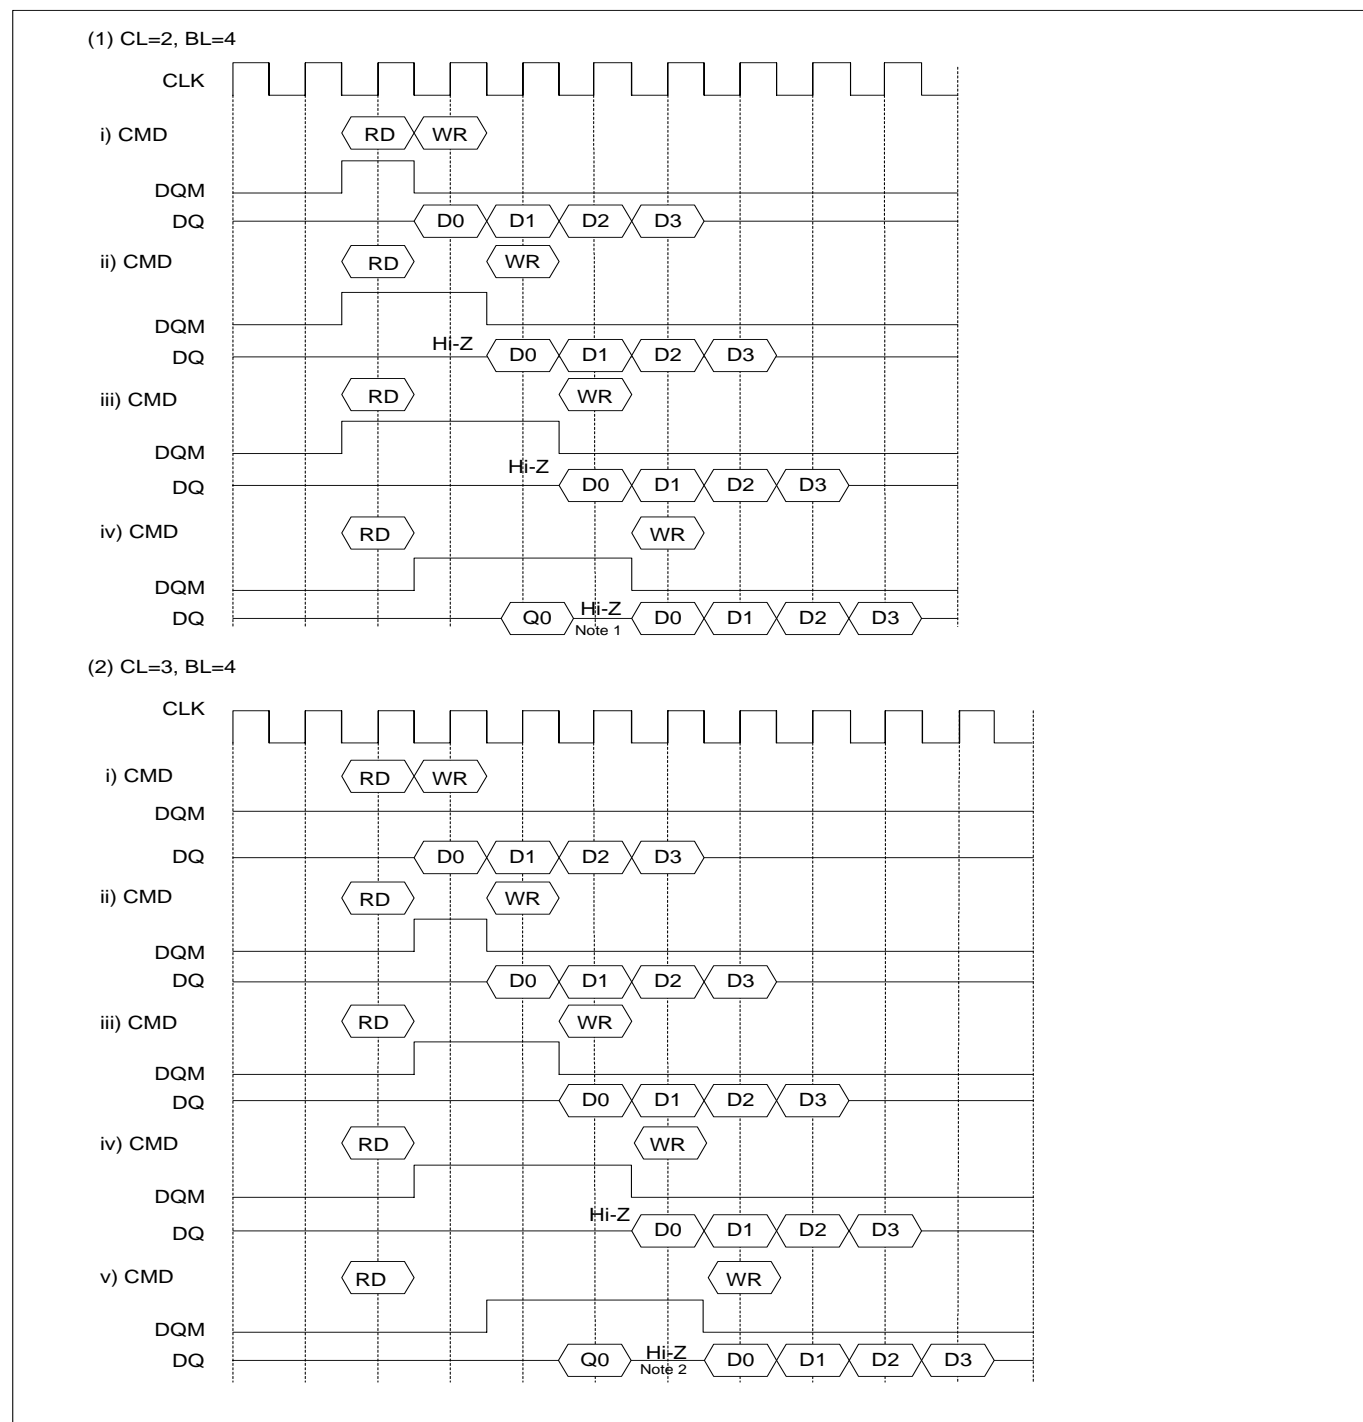 (1) CL=2, BL=4
CLK
i) CMD RD WR
DQM
DQ D0 D1 D2 D3
ii) CMD RD WR
DQM
DQ Hi-Z D0 D1 D2 D3
iii) CMD RD WR
DQM
DQ Hi-Z D0 D1 D2 D3
iv) CMD RD WR
DQM
DQ Q0 Hi-Z D0 D1 D2 D3
Note 1
(2) CL=3, BL=4
CLK
i) CMD RD WR
DQM
DQ D0 D1 D2 D3
ii) CMD RD WR
DQM
DQ D0 D1 D2 D3
iii) CMD RD WR
DQM
DQ D0 D1 D2 D3
iv) CMD RD WR
DQM
DQ Hi-Z D0 D1 D2 D3
v) CMD RD WR
DQM
DQ Q0 Hi-Z D0 D1 D2 D3
Note 2